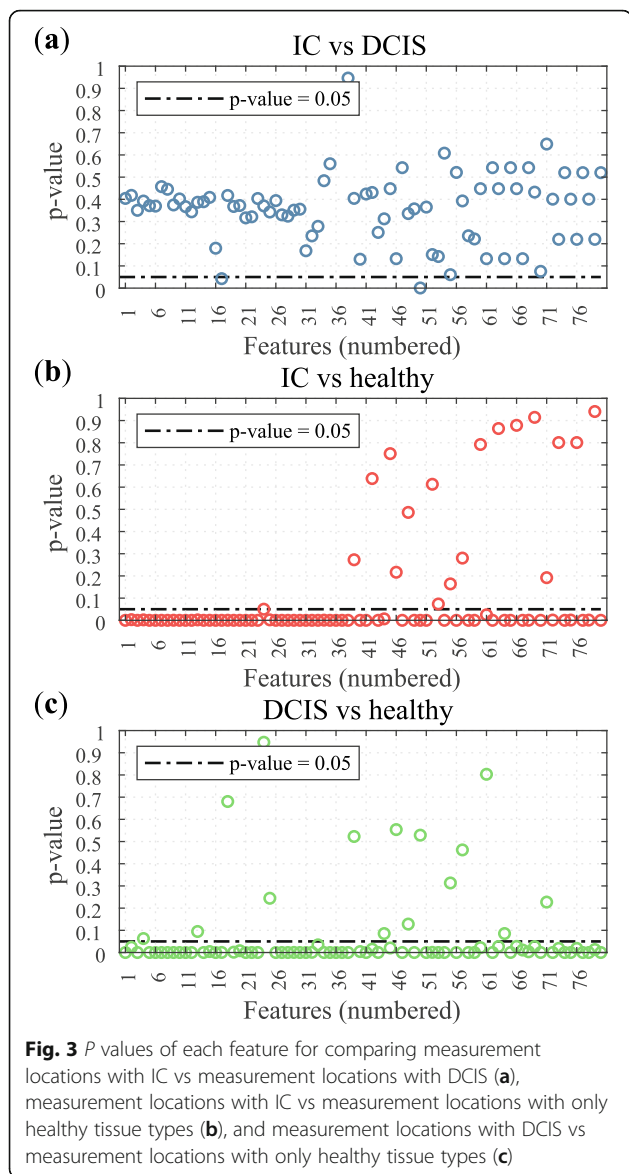 (a)
IC vs DCIS
p-value = 0.05
1
0.9
0.8
0.7
0.6
0.5
0.4
0.3
0.2
0.1
0
p-value
1 6 11 16 21 26 31 36 41 46 51 56 61 66 71 76
Features (numbered)
(b)
IC vs healthy
p-value = 0.05
1
0.9
0.8
0.7
0.6
0.5
0.4
0.3
0.2
0.1
0
p-value
1 6 11 16 21 26 31 36 41 46 51 56 61 66 71 76
Features (numbered)
(c)
DCIS vs healthy
p-value = 0.05
1
0.9
0.8
0.7
0.6
0.5
0.4
0.3
0.2
0.1
0
p-value
1 6 11 16 21 26 31 36 41 46 51 56 61 66 71 76
Features (numbered)
Fig. 3 P values of each feature for comparing measurement
locations with IC vs measurement locations with DCIS (a),
measurement locations with IC vs measurement locations with only
healthy tissue types (b), and measurement locations with DCIS vs
measurement locations with only healthy tissue types (c)